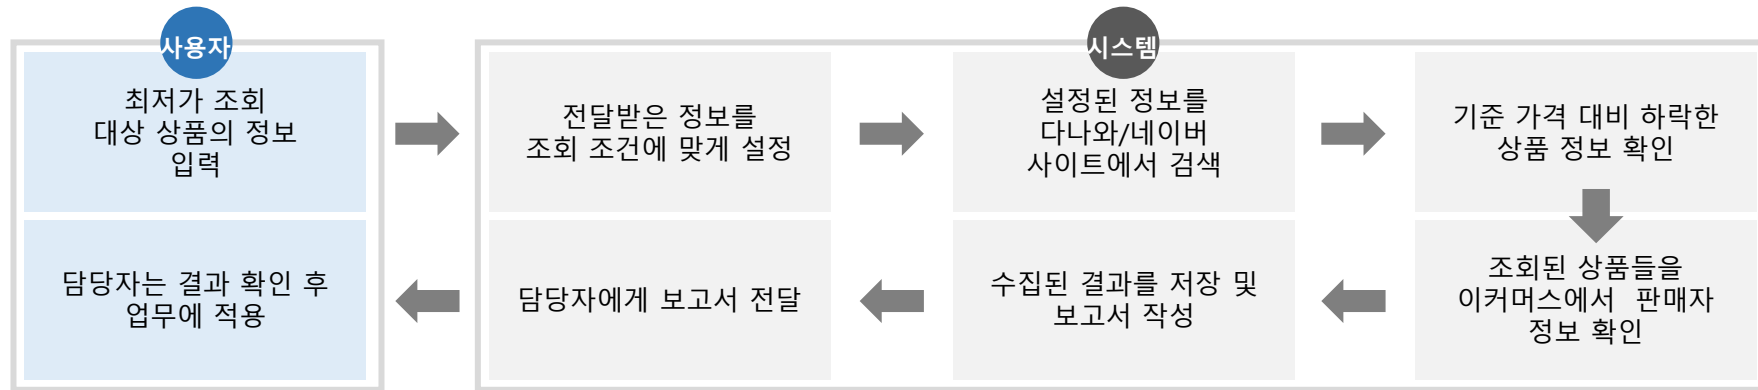 사용자
시스템
최저가 조회
대상 상품의 정보
입력
전달받은 정보를
조회 조건에 맞게 설정
설정된 정보를
다나와/네이버
사이트에서 검색
기준 가격 대비 하락한
상품 정보 확인
조회된 상품들을
이커머스에서 판매자
정보 확인
수집된 결과를 저장 및
보고서 작성
담당자에게 보고서 전달
담당자는 결과 확인 후
업무에 적용